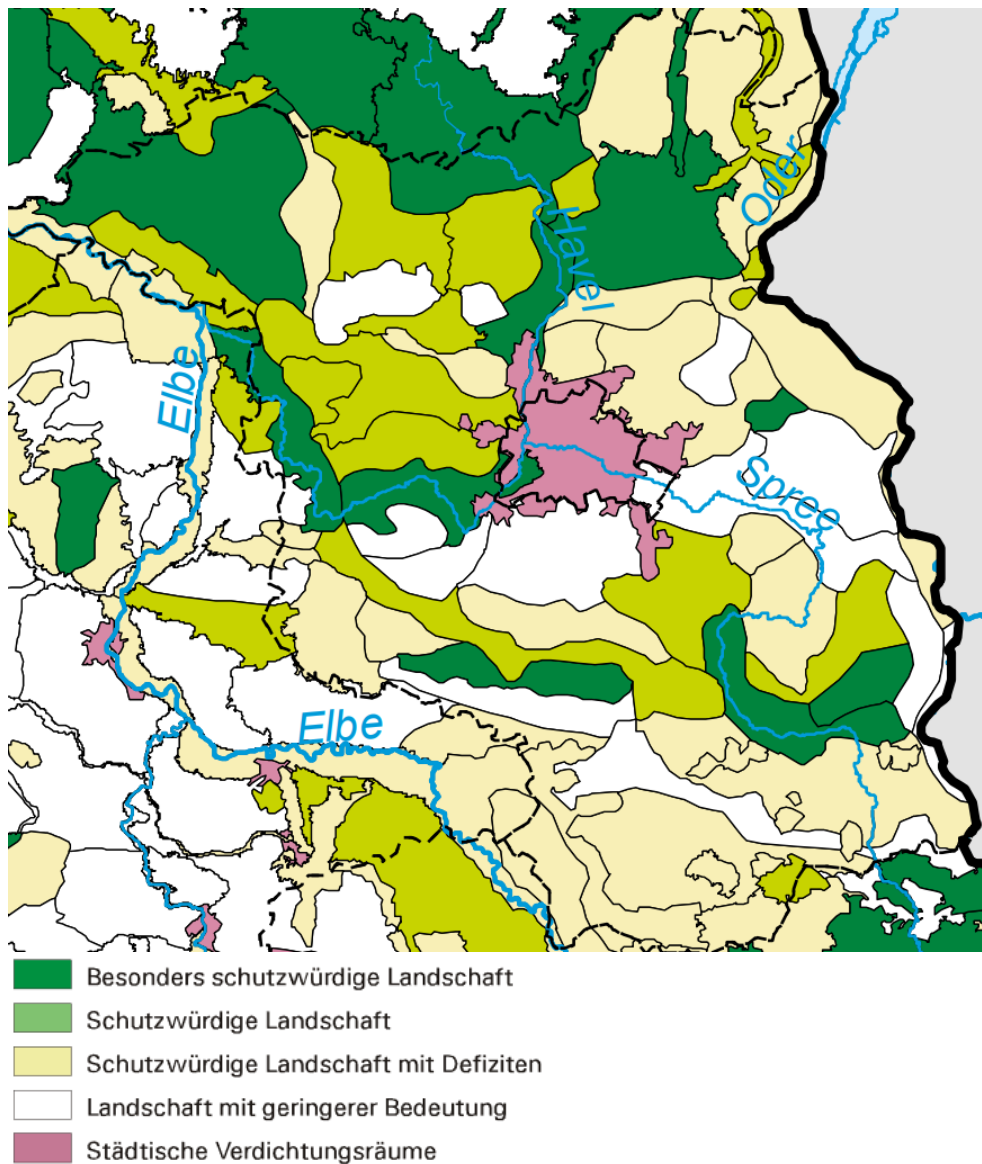 Oder
Havel
Elbe
Spree
Elbe
Besonders schutzwürdige Landschaft
Schutzwürdige Landschaft
Schutzwürdige Landschaft mit Defiziten
Landschaft mit geringerer Bedeutung
Städtische Verdichtungsräume